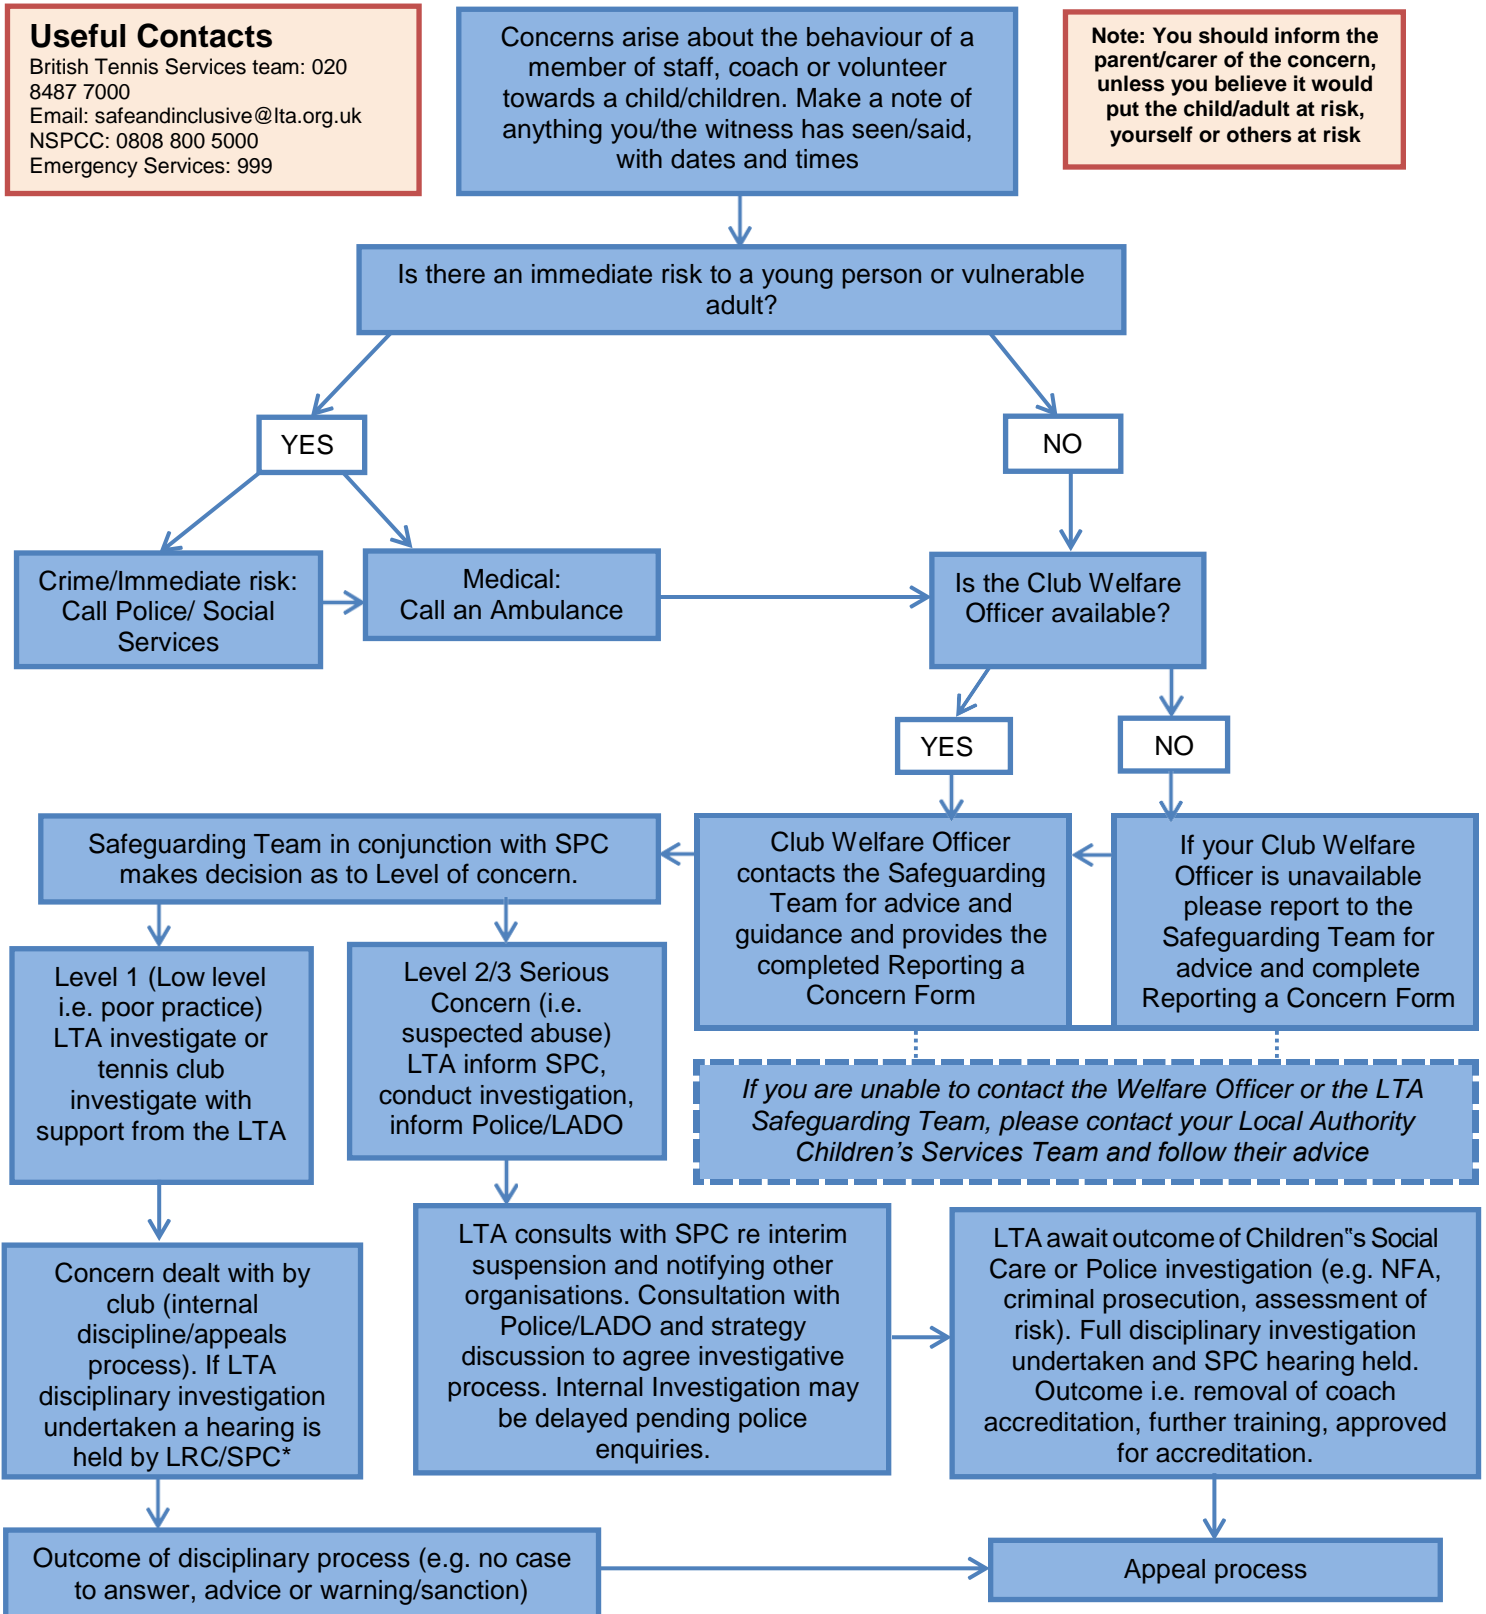 Useful Contacts
British Tennis Services team: 020
8487 7000
Email: safeandinclusive@lta.org.uk
NSPCC: 0808 800 5000
Emergency Services: 999
Concerns arise about the behaviour of a
member of staff, coach or volunteer
towards a child/children. Make a note of
anything you/the witness has seen/said,
with dates and times
Note: You should inform the
parent/carer of the concern,
unless you believe it would
put the child/adult at risk,
yourself or others at risk
Is there an immediate risk to a young person or vulnerable
adult?
YES
NO
Crime/Immediate risk:
Call Police/ Social
Services
Medical:
Call an Ambulance
Is the Club Welfare
Officer available?
YES
NO
Safeguarding Team in conjunction with SPC
makes decision as to Level of concern.
Club Welfare Officer
contacts the Safeguarding
Team for advice and
guidance and provides the
completed Reporting a
Concern Form
If your Club Welfare
Officer is unavailable
please report to the
Safeguarding Team for
advice and complete
Reporting a Concern Form
Level 1 (Low level
i.e. poor practice)
LTA investigate or
tennis club
investigate with
support from the LTA
Level 2/3 Serious
Concern (i.e.
suspected abuse)
LTA inform SPC,
conduct investigation,
inform Police/LADO
If you are unable to contact the Welfare Officer or the LTA
Safeguarding Team, please contact your Local Authority
Children’s Services Team and follow their advice
Concern dealt with by
club (internal
discipline/appeals
process). If LTA
disciplinary investigation
undertaken a hearing is
held by LRC/SPC*
LTA consults with SPC re interim
suspension and notifying other
organisations. Consultation with
Police/LADO and strategy
discussion to agree investigative
process. Internal Investigation may
be delayed pending police
enquiries.
LTA await outcome of Children‟s Social
Care or Police investigation (e.g. NFA,
criminal prosecution, assessment of
risk). Full disciplinary investigation
undertaken and SPC hearing held.
Outcome i.e. removal of coach
accreditation, further training, approved
for accreditation.
Outcome of disciplinary process (e.g. no case
to answer, advice or warning/sanction)
Appeal process